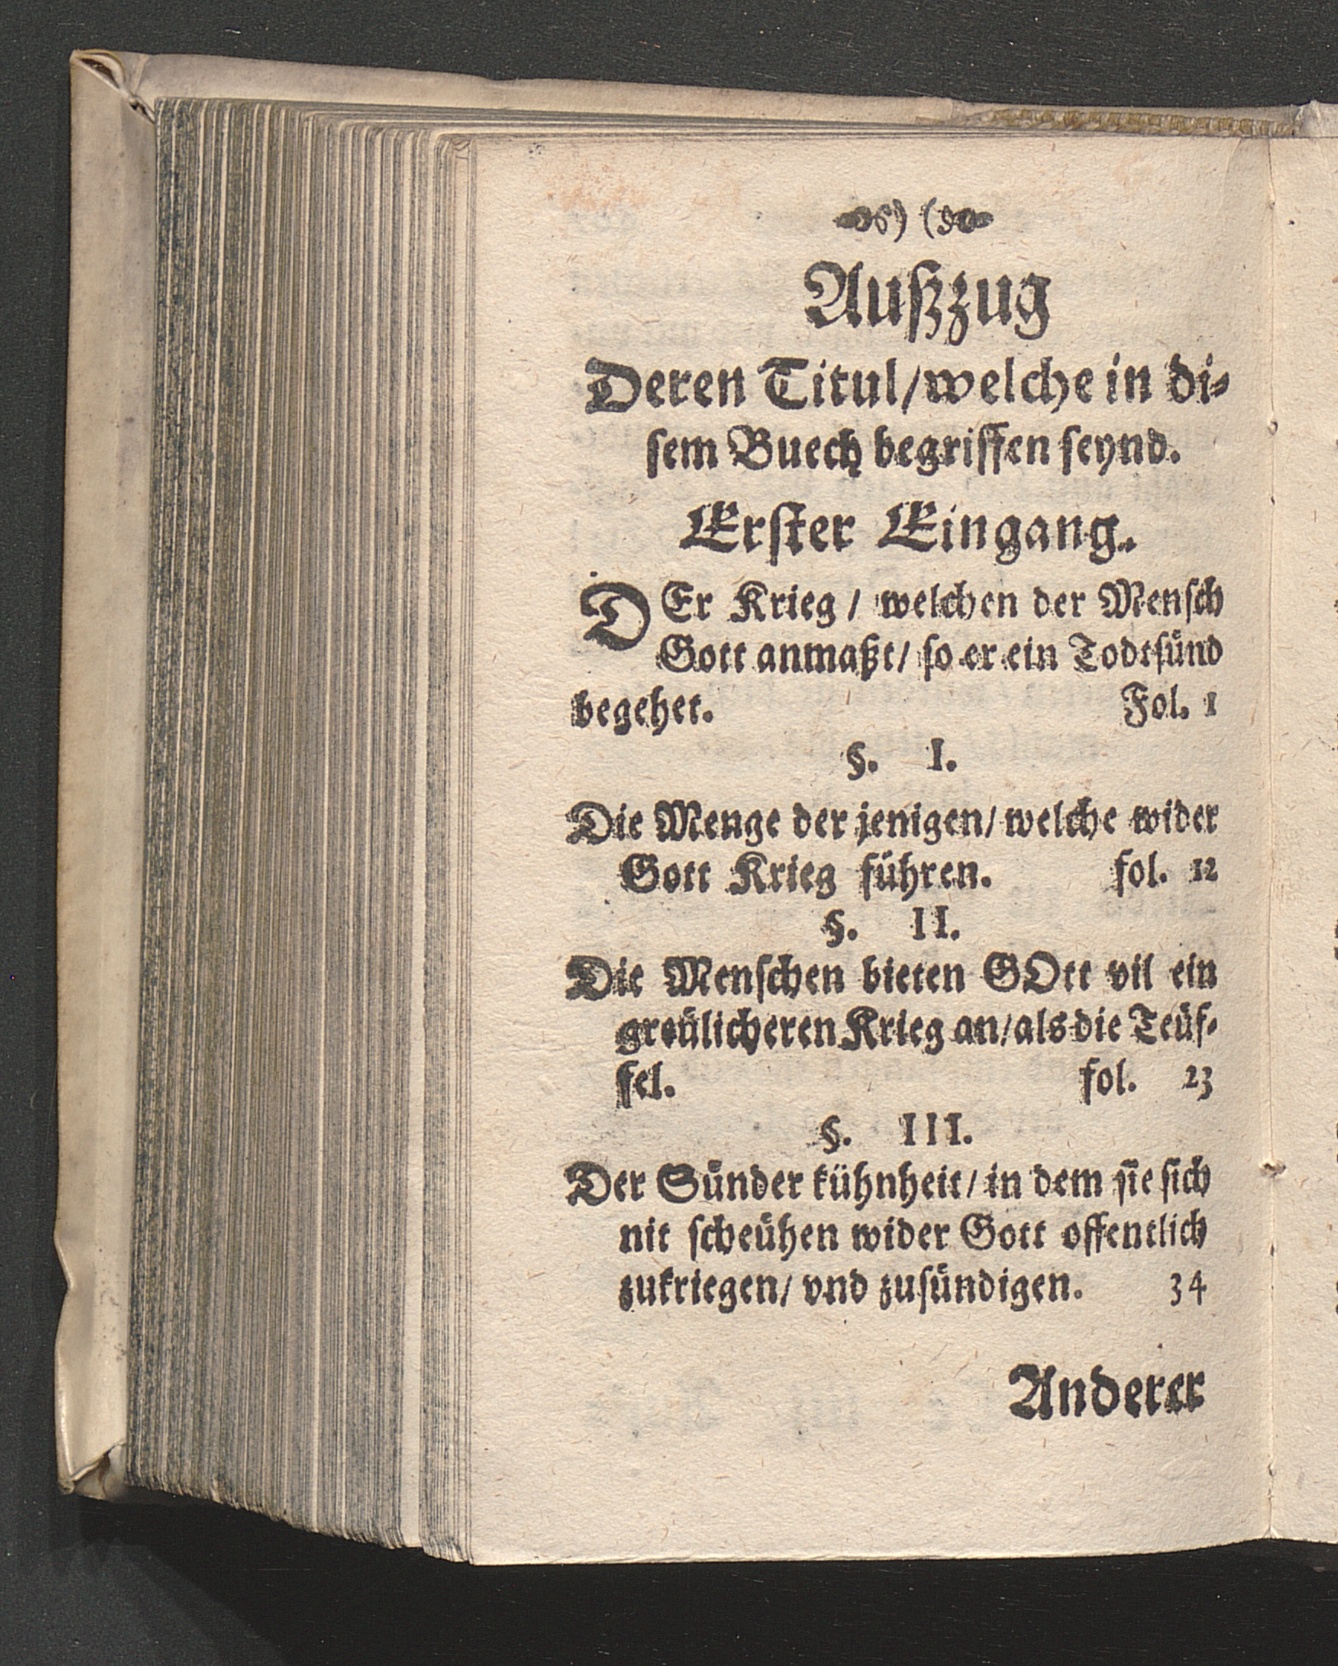 Außzug
Deren Titul/ welche in di-
sem Buech begriffen seynd.
Erster Eingang.
DEr Krieg / welchen der Mensch
Gott anmaßt/ so er ein Todtsünd
begehet. Fol. 1
§. I.
Die Menge der jenigen/ welche wider
Gott Krieg führen. fol. 12
§. II.
Die Menschen bieten GOtt vil ein
greülicheren Krieg an/ als die Teüf-
fel. fol. 23
§. III.
Der Sünder kühnheit/ in dem sie sich
nit scheühen wider Gott offentlich
zukriegen/ vnd zusündigen. 34
Anderer